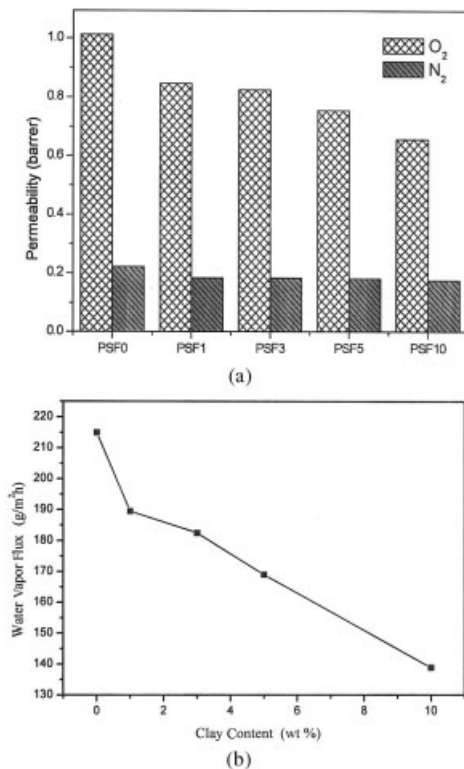 1.0
0.8
0.6
0.4
0.2
0.0
Permeability (barrer)
O2
N2
PSF0 PSF1 PSF3 PSF5 PSF10
(a)
220
210
200
190
180
170
160
150
140
130
Water Vapor Flux (g/m²h)
0 2 4 6 8 10
Clay Content (wt %)
(b)